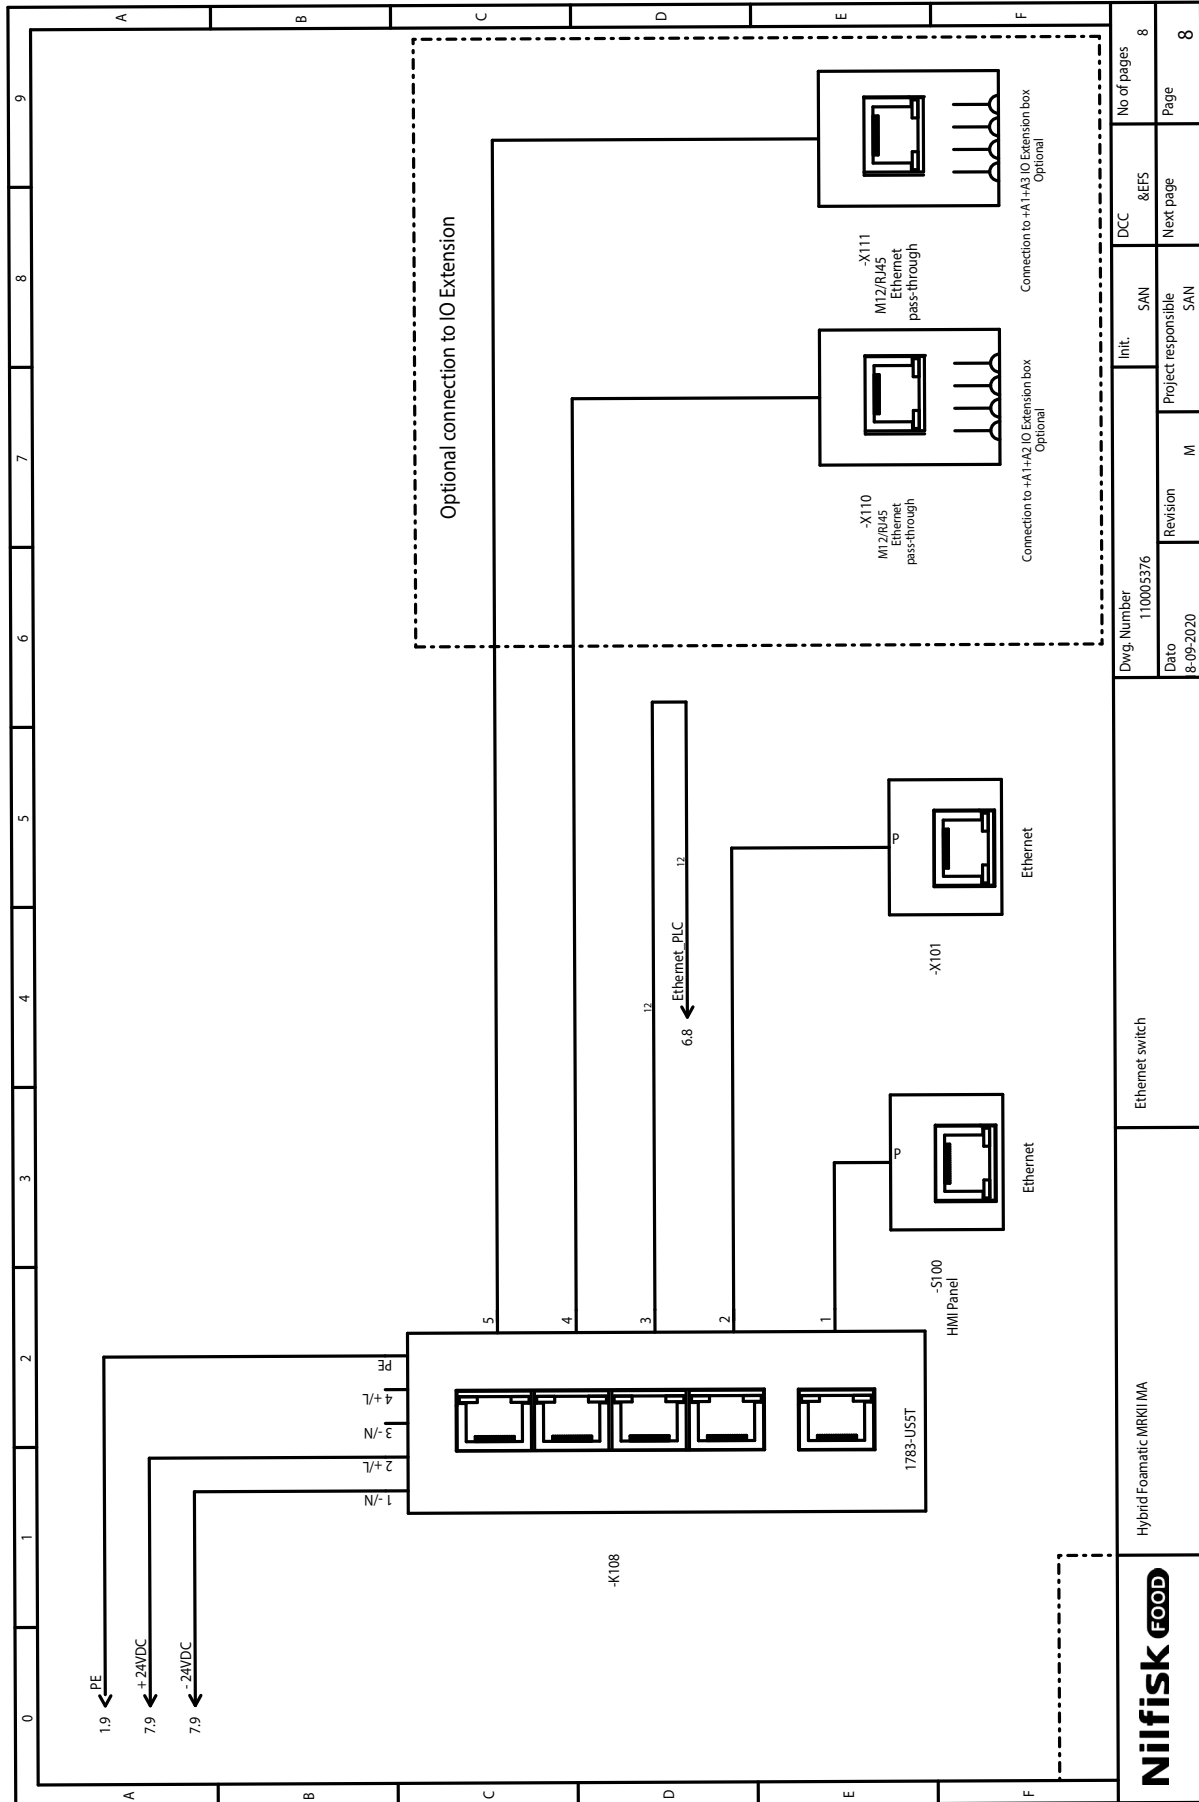 0 1 2 3 4 5 6 7 8 9
A
B
C
D
E
F
A
B
C
D
E
F
1.9 PE
7.9 +24VDC
7.9 -24VDC
1 -/N
2 +/L
3 -/N
4 +/L
PE
-K108
1783-US5T
5
4
3
2
1
Optional connection to IO Extension
12
6.8 Ethernet_PLC
12
-S100
HMI Panel
P
Ethernet
-X101
P
Ethernet
-X110
M12/RJ45
Ethernet
pass-through
Connection to +A1+A2 IO Extension box
Optional
-X111
M12/RJ45
Ethernet
pass-through
Connection to +A1+A3 IO Extension box
Optional
Nilfisk FOOD
Hybrid Foamatic MRKII MA
Ethernet switch
Dwg. Number
110005376
Init.
SAN
DCC
&EFS
No of pages
8
Dato
8-09-2020
Revision
M
Project responsible
SAN
Next page
Page
8